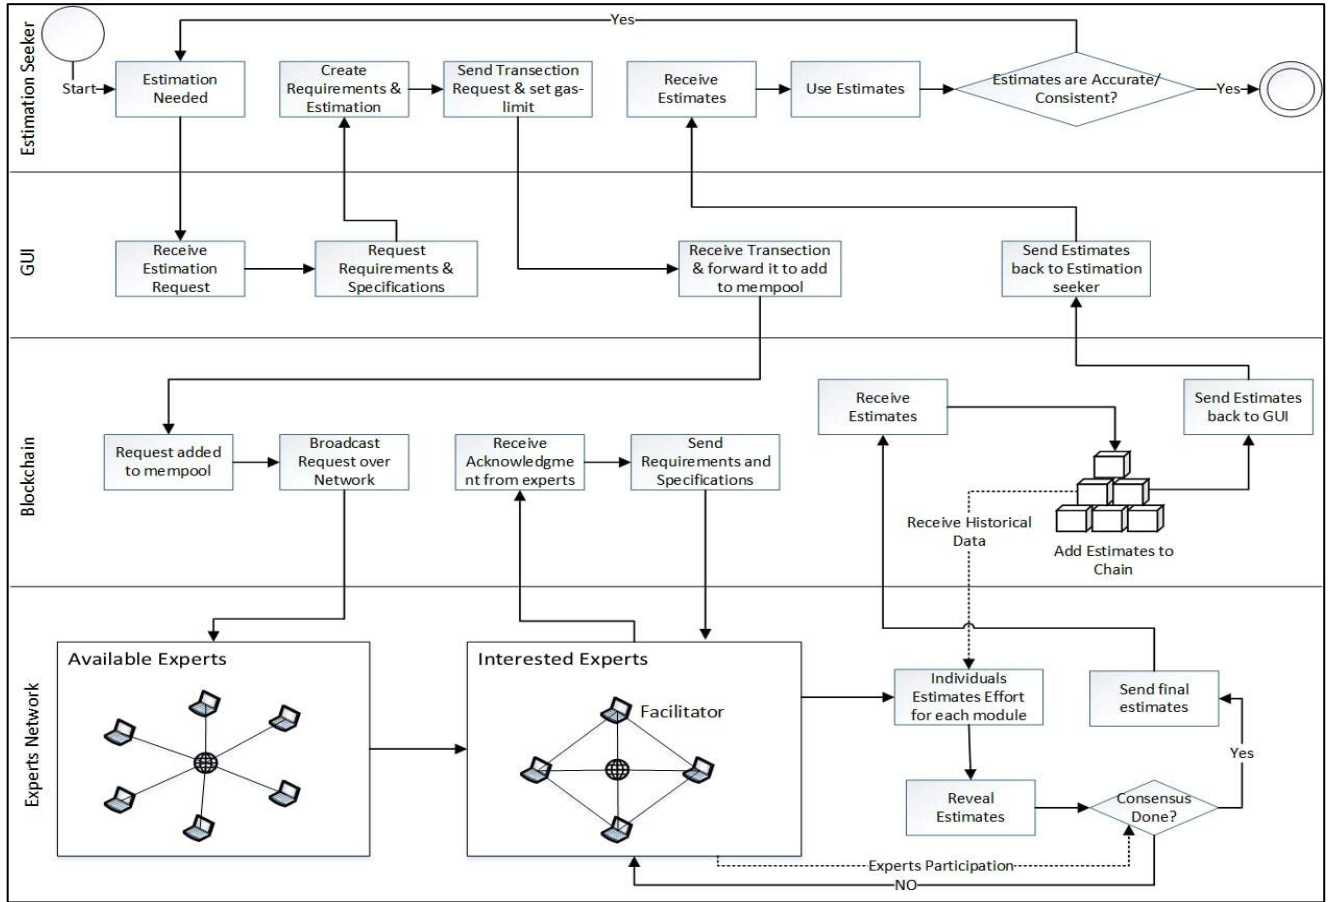 Estimation Seeker
Yes
Start
Estimation
Needed
Create
Requirements &
Estimation
Send Transection
Request & set gas-
limit
Receive
Estimates
Use Estimates
Estimates are Accurate/
Consistent?
Yes
GUI
Receive
Estimation
Request
Request
Requirements &
Specifications
Receive Transection
& forward it to add
to mempool
Send Estimates
back to Estimation
seeker
Blockchain
Request added
to mempool
Broadcast
Request over
Network
Receive
Acknowledgme
nt from experts
Send
Requirements and
Specifications
Receive
Estimates
Send Estimates
back to GUI
Receive Historical
Data
Add Estimates to
Chain
Experts Network
Available Experts
Interested Experts
Facilitator
Individuals
Estimates Effort
for each module
Send final
estimates
Reveal
Estimates
Consensus
Done?
Yes
Experts Participation
NO